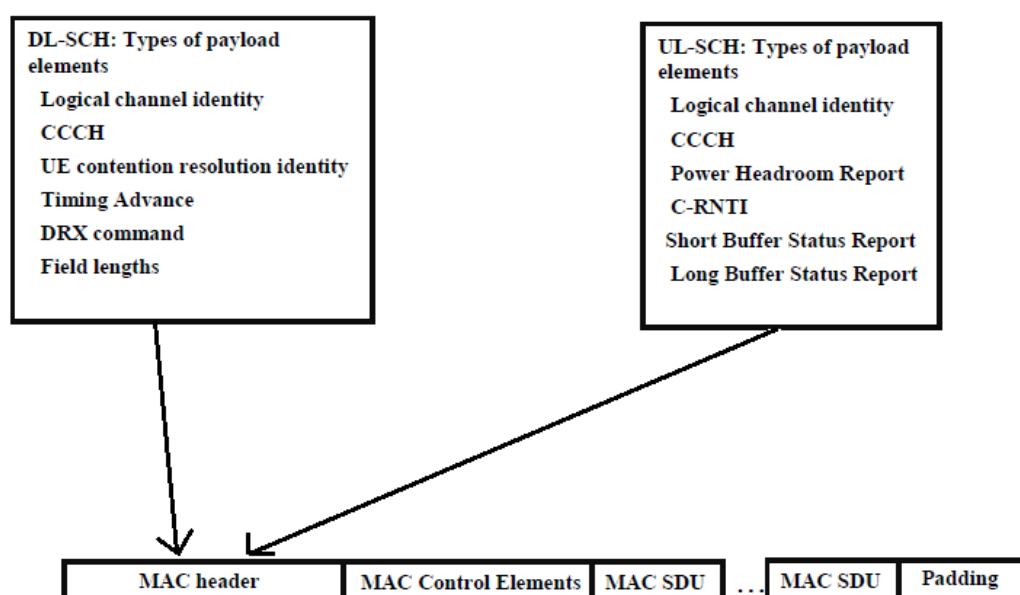 DL-SCH: Types of payload
elements
Logical channel identity
CCCH
UE contention resolution identity
Timing Advance
DRX command
Field lengths
UL-SCH: Types of payload
elements
Logical channel identity
CCCH
Power Headroom Report
C-RNTI
Short Buffer Status Report
Long Buffer Status Report
MAC header MAC Control Elements MAC SDU ... MAC SDU Padding